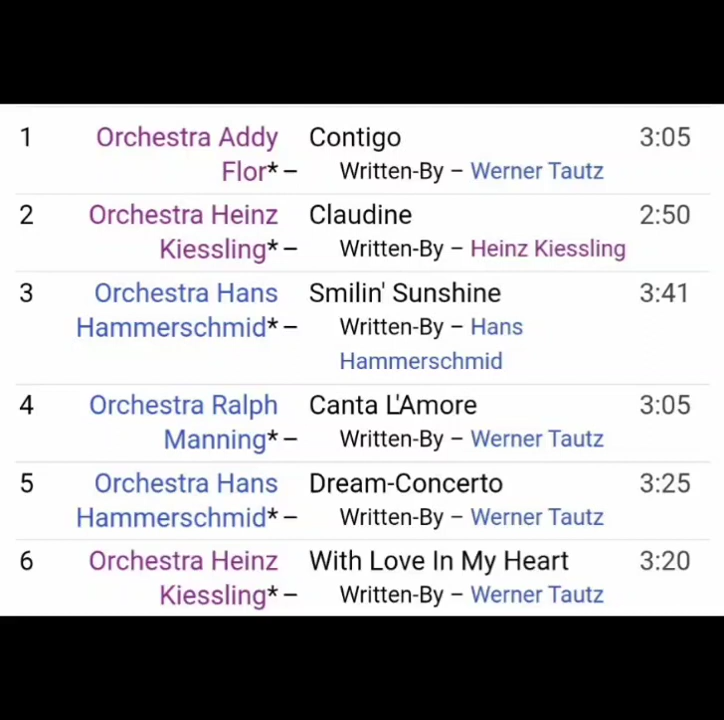 1 Orchestra Addy Contigo 3:05
Flor* – Written-By – Werner Tautz
2 Orchestra Heinz Claudine 2:50
Kiessling* – Written-By – Heinz Kiessling
3 Orchestra Hans Smilin' Sunshine 3:41
Hammerschmid* – Written-By – Hans
Hammerschmid
4 Orchestra Ralph Canta L'Amore 3:05
Manning* – Written-By – Werner Tautz
5 Orchestra Hans Dream-Concerto 3:25
Hammerschmid* – Written-By – Werner Tautz
6 Orchestra Heinz With Love In My Heart 3:20
Kiessling* – Written-By – Werner Tautz